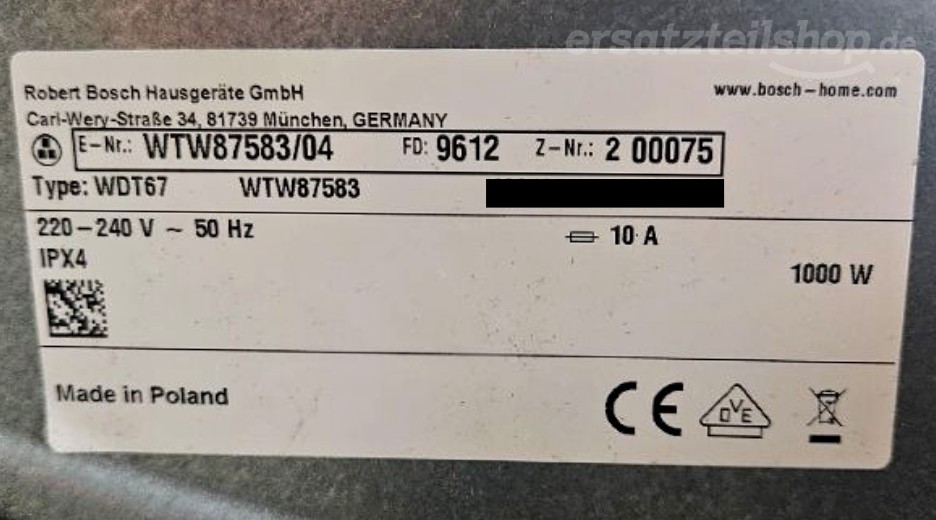 ersatzteilshop.de
Robert Bosch Hausgeräte GmbH www.bosch-home.com
Carl-Wery-Straße 34, 81739 München, GERMANY
E-Nr.: WTW87583/04 FD: 9612 Z-Nr.: 2 00075
Type: WDT67 WTW87583
220-240 V ~ 50 Hz 10 A
IPX4 1000 W
Made in Poland CE OVE